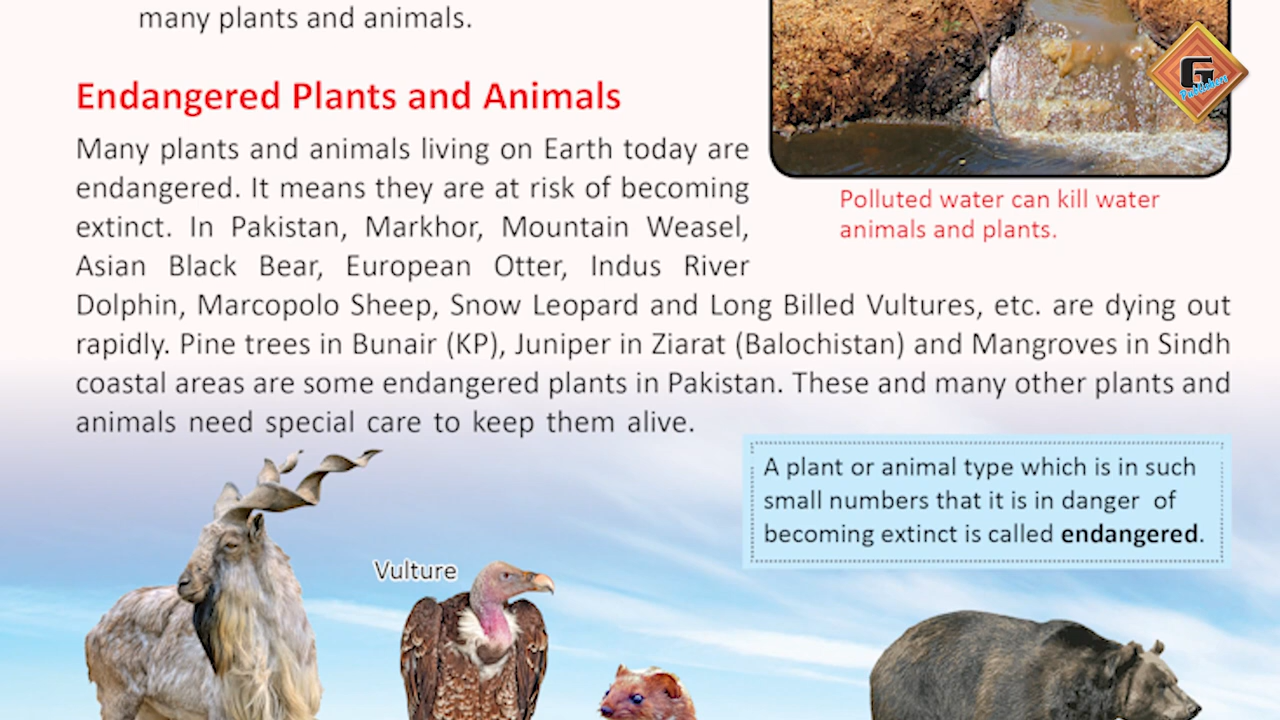 many plants and animals.
Endangered Plants and Animals
Many plants and animals living on Earth today are
endangered. It means they are at risk of becoming
extinct. In Pakistan, Markhor, Mountain Weasel,
Asian Black Bear, European Otter, Indus River
Dolphin, Marcopolo Sheep, Snow Leopard and Long Billed Vultures, etc. are dying out
rapidly. Pine trees in Bunair (KP), Juniper in Ziarat (Balochistan) and Mangroves in Sindh
coastal areas are some endangered plants in Pakistan. These and many other plants and
animals need special care to keep them alive.
G
Publishers
Polluted water can kill water
animals and plants.
A plant or animal type which is in such
small numbers that it is in danger of
becoming extinct is called endangered.
Vulture